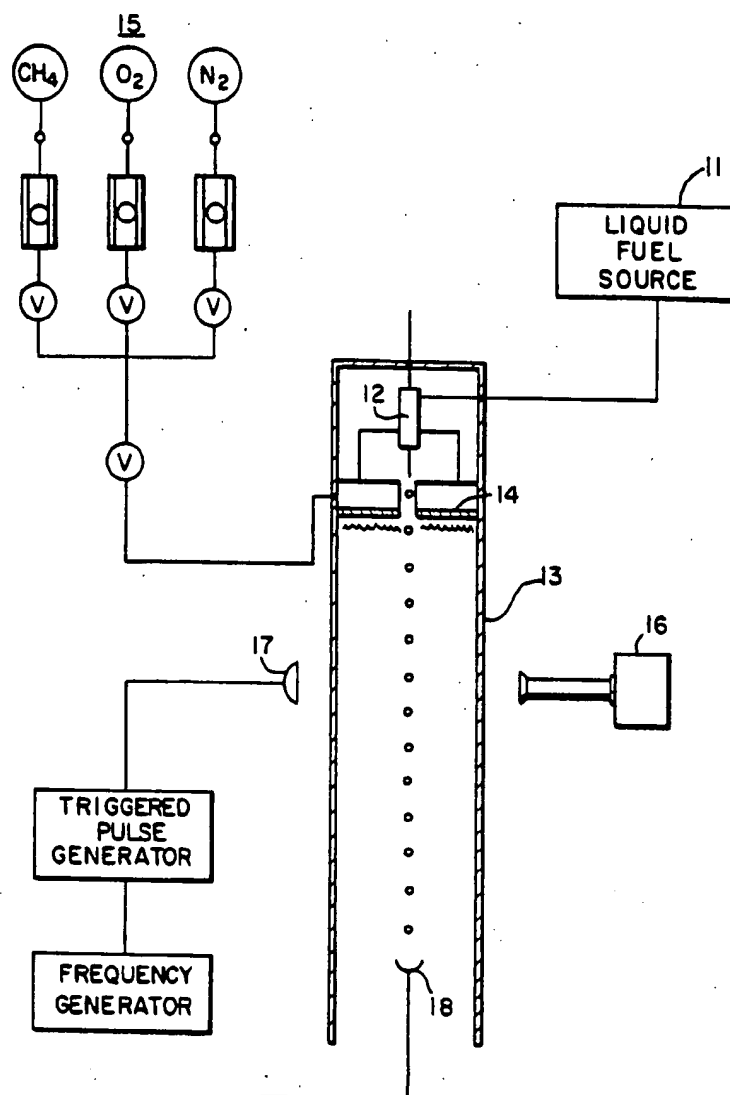 15
CH₄ O₂ N₂
11
LIQUID
FUEL
SOURCE
V V V
12
V
14
13
17
16
TRIGGERED
PULSE
GENERATOR
FREQUENCY
GENERATOR
18